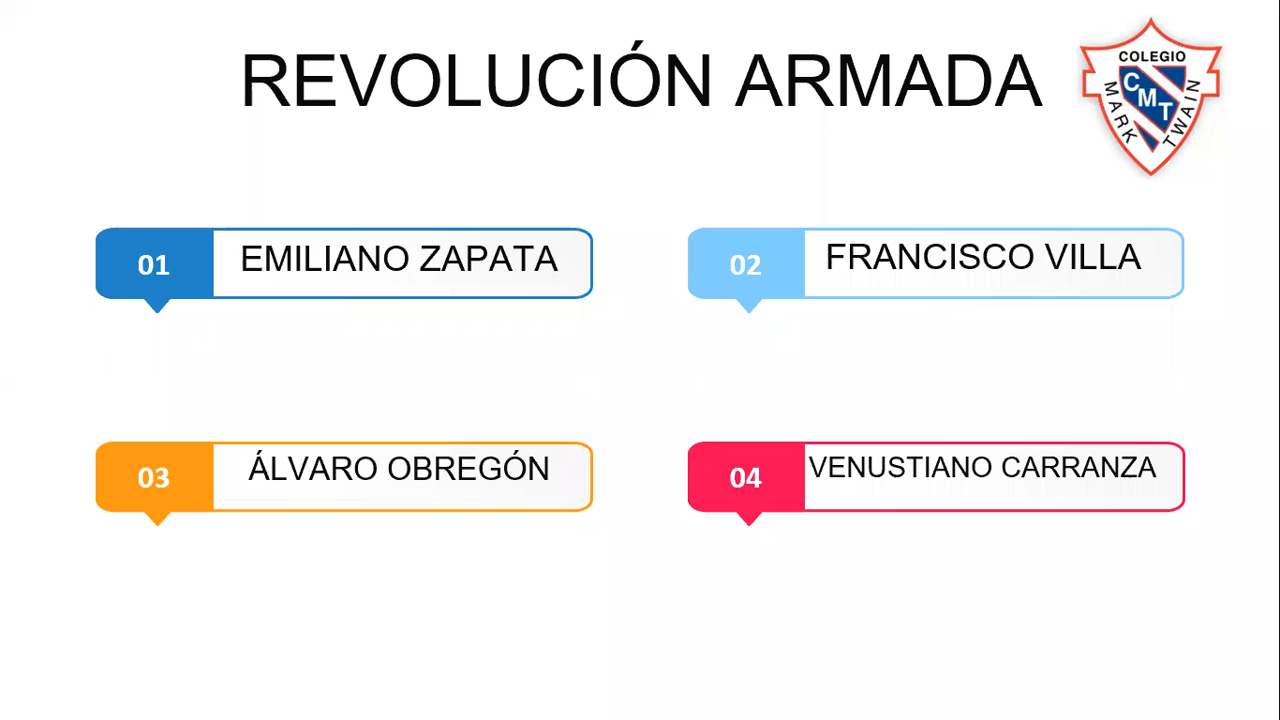 REVOLUCIÓN ARMADA
COLEGIO
MARK TWAIN
CMT
01 EMILIANO ZAPATA
02 FRANCISCO VILLA
03 ÁLVARO OBREGÓN
04 VENUSTIANO CARRANZA